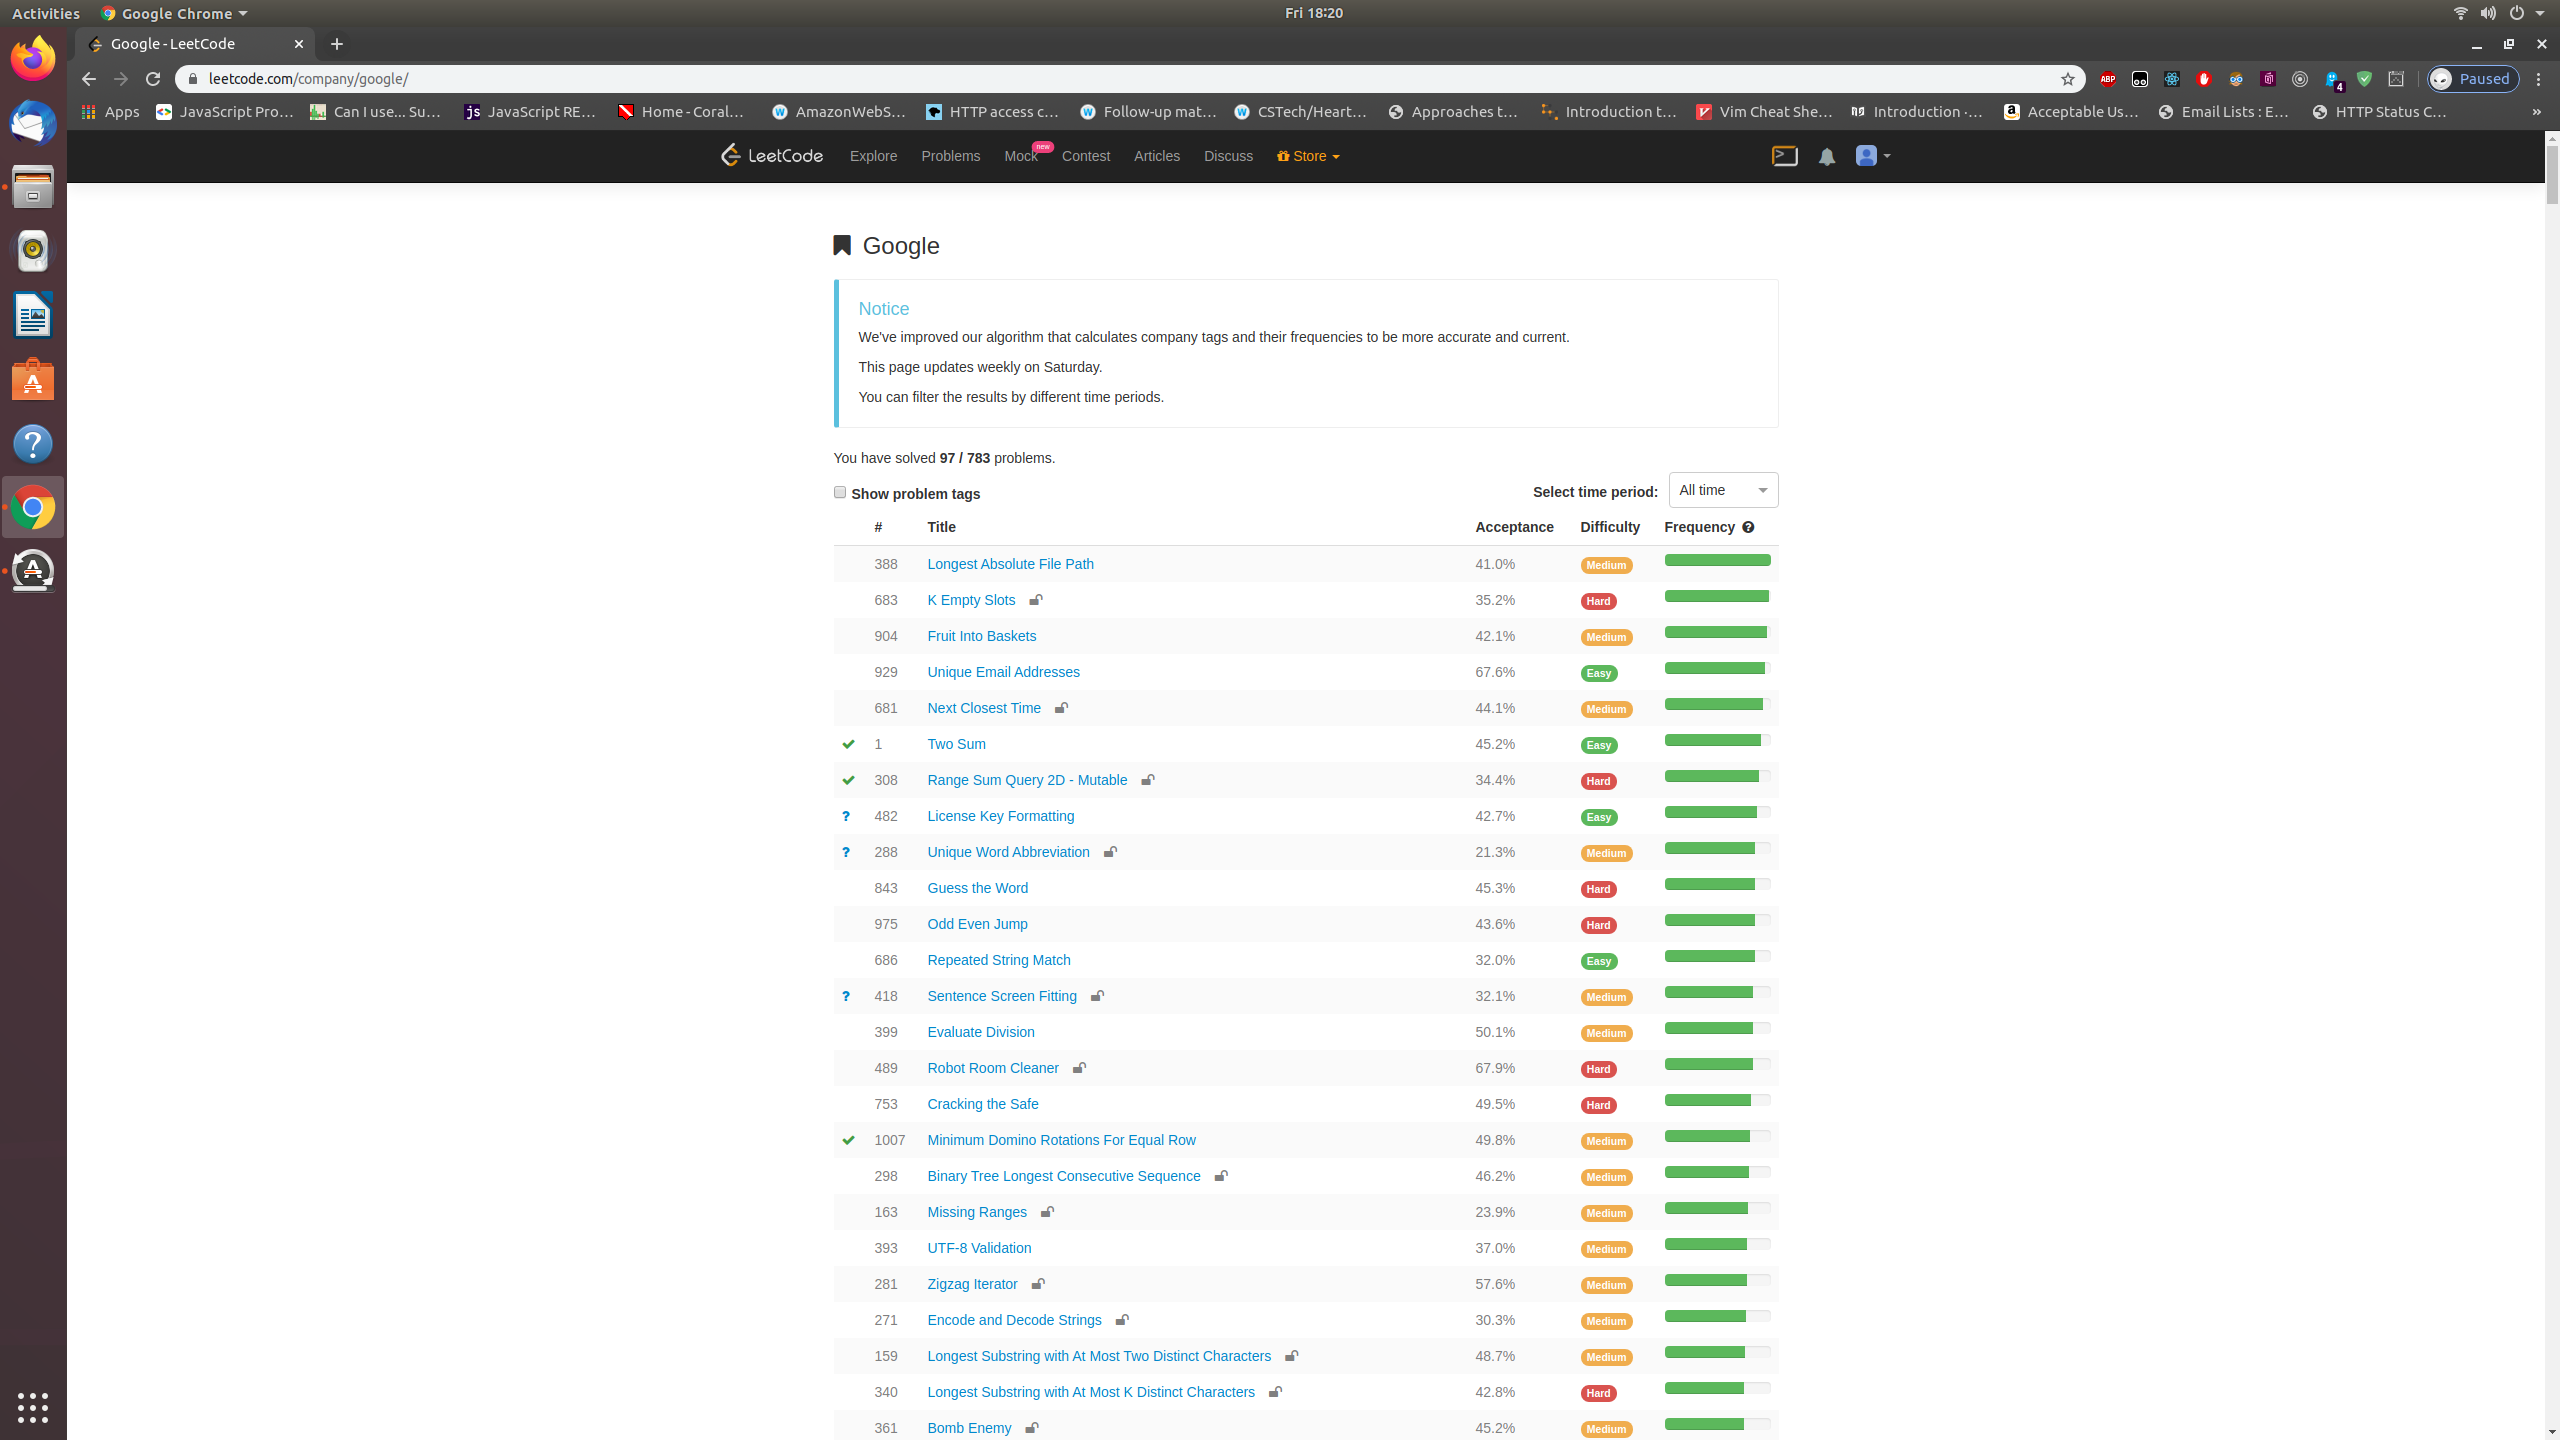 Activities Google Chrome Fri 18:20
Google - LeetCode
leetcode.com/company/google/ Paused
Apps JavaScript Pro… Can I use... Su… JavaScript RE… Home - Coral… AmazonWebS… HTTP access c… Follow-up mat… CSTech/Heart… Approaches t… Introduction t… Vim Cheat She… Introduction ·… Acceptable Us… Email Lists : E… HTTP Status C… »
LeetCode Explore Problems Mock new Contest Articles Discuss Store
Google
Notice
We've improved our algorithm that calculates company tags and their frequencies to be more accurate and current.
This page updates weekly on Saturday.
You can filter the results by different time periods.
You have solved 97 / 783 problems.
Show problem tags Select time period: All time
# Title Acceptance Difficulty Frequency ?
388 Longest Absolute File Path 41.0% Medium
683 K Empty Slots 35.2% Hard
904 Fruit Into Baskets 42.1% Medium
929 Unique Email Addresses 67.6% Easy
681 Next Closest Time 44.1% Medium
1 Two Sum 45.2% Easy
308 Range Sum Query 2D - Mutable 34.4% Hard
? 482 License Key Formatting 42.7% Easy
? 288 Unique Word Abbreviation 21.3% Medium
843 Guess the Word 45.3% Hard
975 Odd Even Jump 43.6% Hard
686 Repeated String Match 32.0% Easy
? 418 Sentence Screen Fitting 32.1% Medium
399 Evaluate Division 50.1% Medium
489 Robot Room Cleaner 67.9% Hard
753 Cracking the Safe 49.5% Hard
1007 Minimum Domino Rotations For Equal Row 49.8% Medium
298 Binary Tree Longest Consecutive Sequence 46.2% Medium
163 Missing Ranges 23.9% Medium
393 UTF-8 Validation 37.0% Medium
281 Zigzag Iterator 57.6% Medium
271 Encode and Decode Strings 30.3% Medium
159 Longest Substring with At Most Two Distinct Characters 48.7% Medium
340 Longest Substring with At Most K Distinct Characters 42.8% Hard
361 Bomb Enemy 45.2% Medium